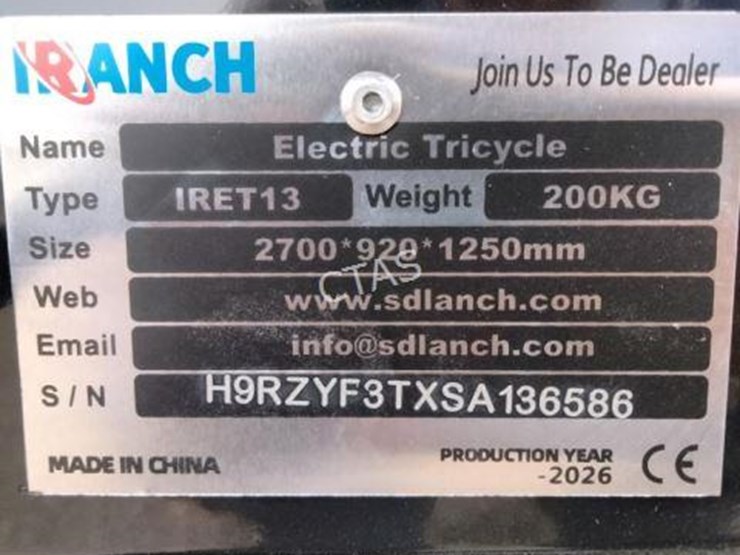 IRANCH Join Us To Be Dealer
Name Electric Tricycle
Type IRET13 Weight 200KG
Size 2700*920*1250mm
CTAS
Web www.sdlanch.com
Email info@sdlanch.com
S/N H9RZYF3TXSA136586
MADE IN CHINA PRODUCTION YEAR CE
-2026